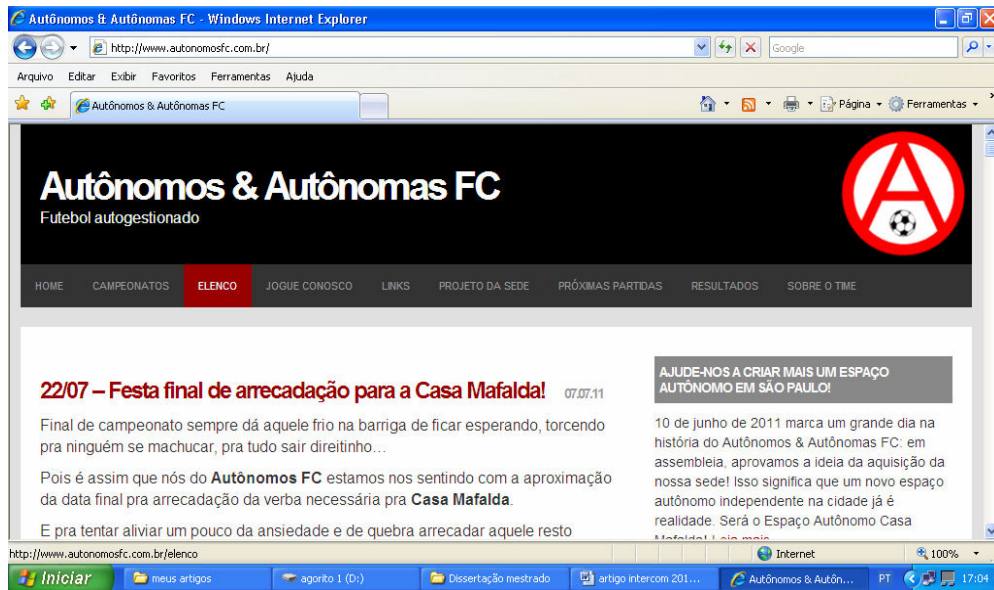 Autônomos & Autônomas FC - Windows Internet Explorer
http://www.autonomosfc.com.br/
Google
Arquivo Editar Exibir Favoritos Ferramentas Ajuda
Autônomos & Autônomas FC
Página
Ferramentas
Autônomos & Autônomas FC
Futebol autogestionado
A
HOME CAMPEONATOS ELENCO JOGUE CONOSCO LINKS PROJETO DA SEDE PRÓXIMAS PARTIDAS RESULTADOS SOBRE O TIME
22/07 – Festa final de arrecadação para a Casa Mafalda! 07.07.11
Final de campeonato sempre dá aquele frio na barriga de ficar esperando, torcendo
pra ninguém se machucar, pra tudo sair direitinho…
Pois é assim que nós do Autônomos FC estamos nos sentindo com a aproximação
da data final pra arrecadação da verba necessária pra Casa Mafalda.
E pra tentar aliviar um pouco da ansiedade e de quebra arrecadar aquele resto
AJUDE-NOS A CRIAR MAIS UM ESPAÇO
AUTÔNOMO EM SÃO PAULO!
10 de junho de 2011 marca um grande dia na
história do Autônomos & Autônomas FC: em
assembleia, aprovamos a ideia da aquisição da
nossa sede! Isso significa que um novo espaço
autônomo independente na cidade já é
realidade. Será o Espaço Autônomo Casa
Mafalda! Leia mais
http://www.autonomosfc.com.br/elenco
Internet
100%
Iniciar
meus artigos
agorito 1 (D:)
Dissertação mestrado
artigo intercom 201...
Autônomos & Autôn...
PT
17:04